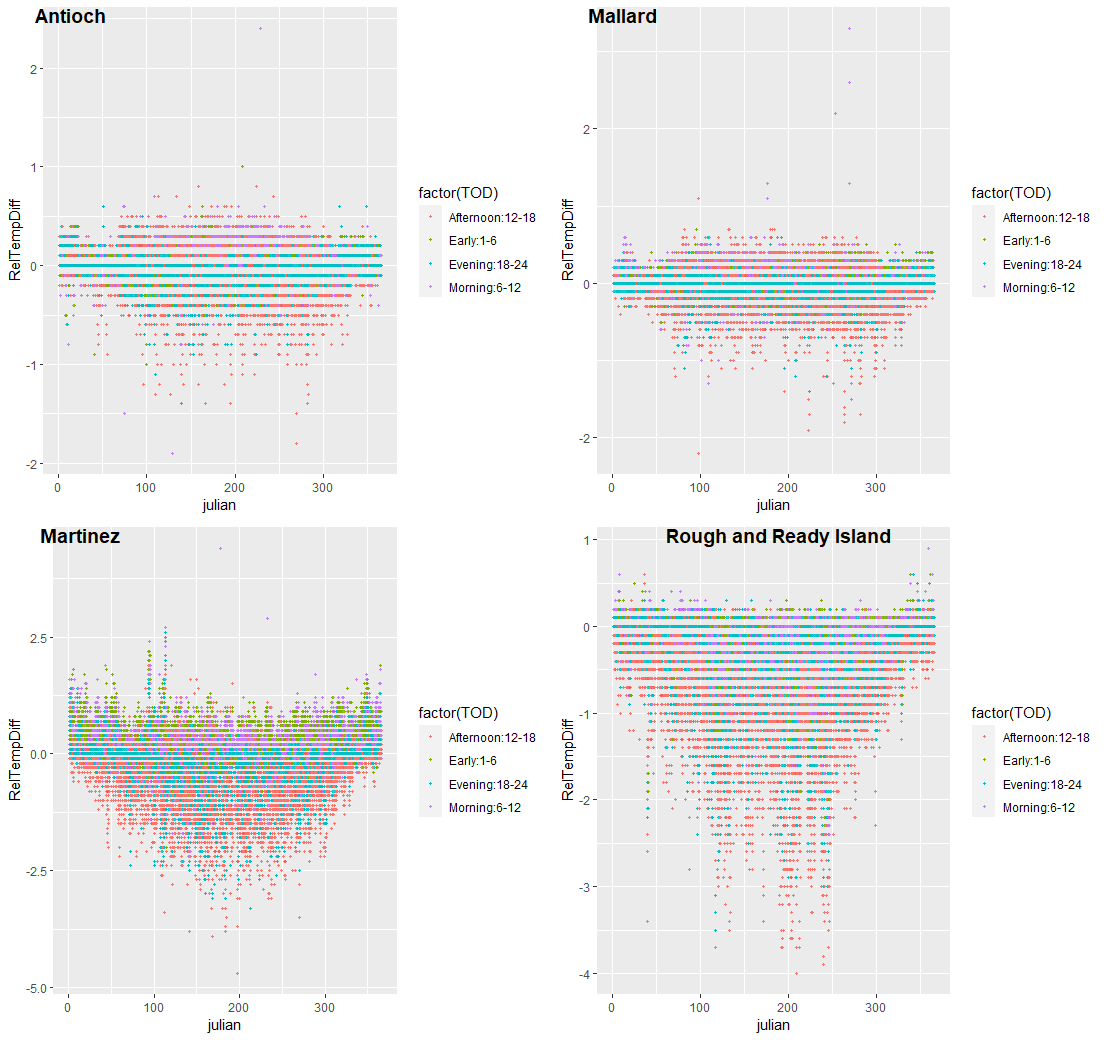 Antioch
RelTempDiff
2
1
0
-1
-2
0 100 200 300
julian
factor(TOD)
Afternoon:12-18
Early:1-6
Evening:18-24
Morning:6-12
Mallard
RelTempDiff
2
0
-2
0 100 200 300
julian
factor(TOD)
Afternoon:12-18
Early:1-6
Evening:18-24
Morning:6-12
Martinez
RelTempDiff
2.5
0.0
-2.5
-5.0
0 100 200 300
julian
factor(TOD)
Afternoon:12-18
Early:1-6
Evening:18-24
Morning:6-12
Rough and Ready Island
RelTempDiff
1
0
-1
-2
-3
-4
0 100 200 300
julian
factor(TOD)
Afternoon:12-18
Early:1-6
Evening:18-24
Morning:6-12